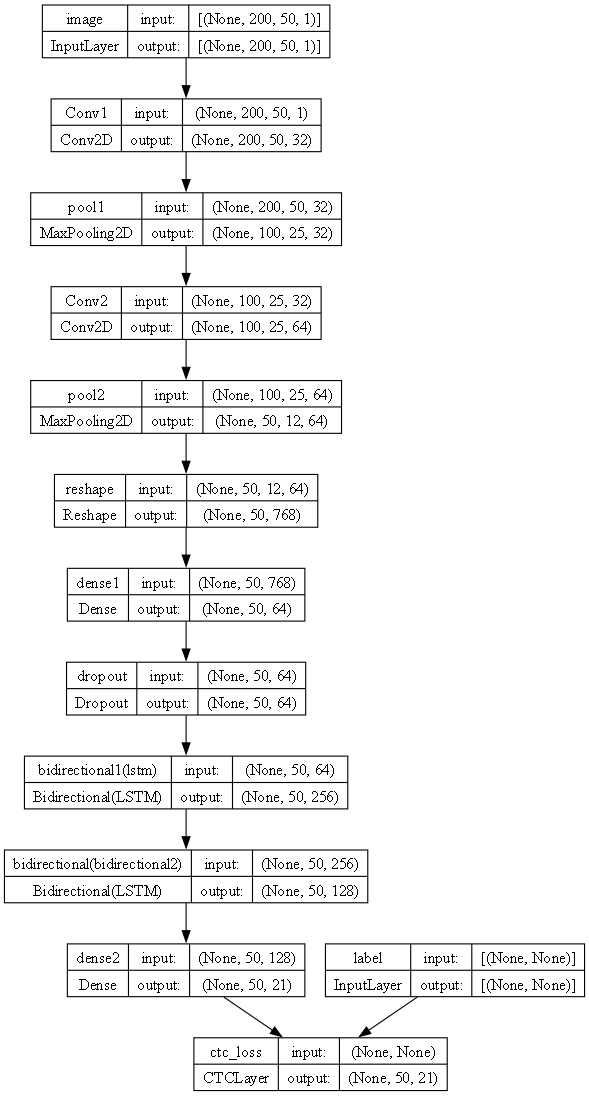 image input: [(None, 200, 50, 1)]
InputLayer output: [(None, 200, 50, 1)]
Conv1 input: (None, 200, 50, 1)
Conv2D output: (None, 200, 50, 32)
pool1 input: (None, 200, 50, 32)
MaxPooling2D output: (None, 100, 25, 32)
Conv2 input: (None, 100, 25, 32)
Conv2D output: (None, 100, 25, 64)
pool2 input: (None, 100, 25, 64)
MaxPooling2D output: (None, 50, 12, 64)
reshape input: (None, 50, 12, 64)
Reshape output: (None, 50, 768)
dense1 input: (None, 50, 768)
Dense output: (None, 50, 64)
dropout input: (None, 50, 64)
Dropout output: (None, 50, 64)
bidirectional1(lstm) input: (None, 50, 64)
Bidirectional(LSTM) output: (None, 50, 256)
bidirectional(bidirectional2) input: (None, 50, 256)
Bidirectional(LSTM) output: (None, 50, 128)
dense2 input: (None, 50, 128)
Dense output: (None, 50, 21)
label input: [(None, None)]
InputLayer output: [(None, None)]
ctc_loss input: (None, None)
CTCLayer output: (None, 50, 21)